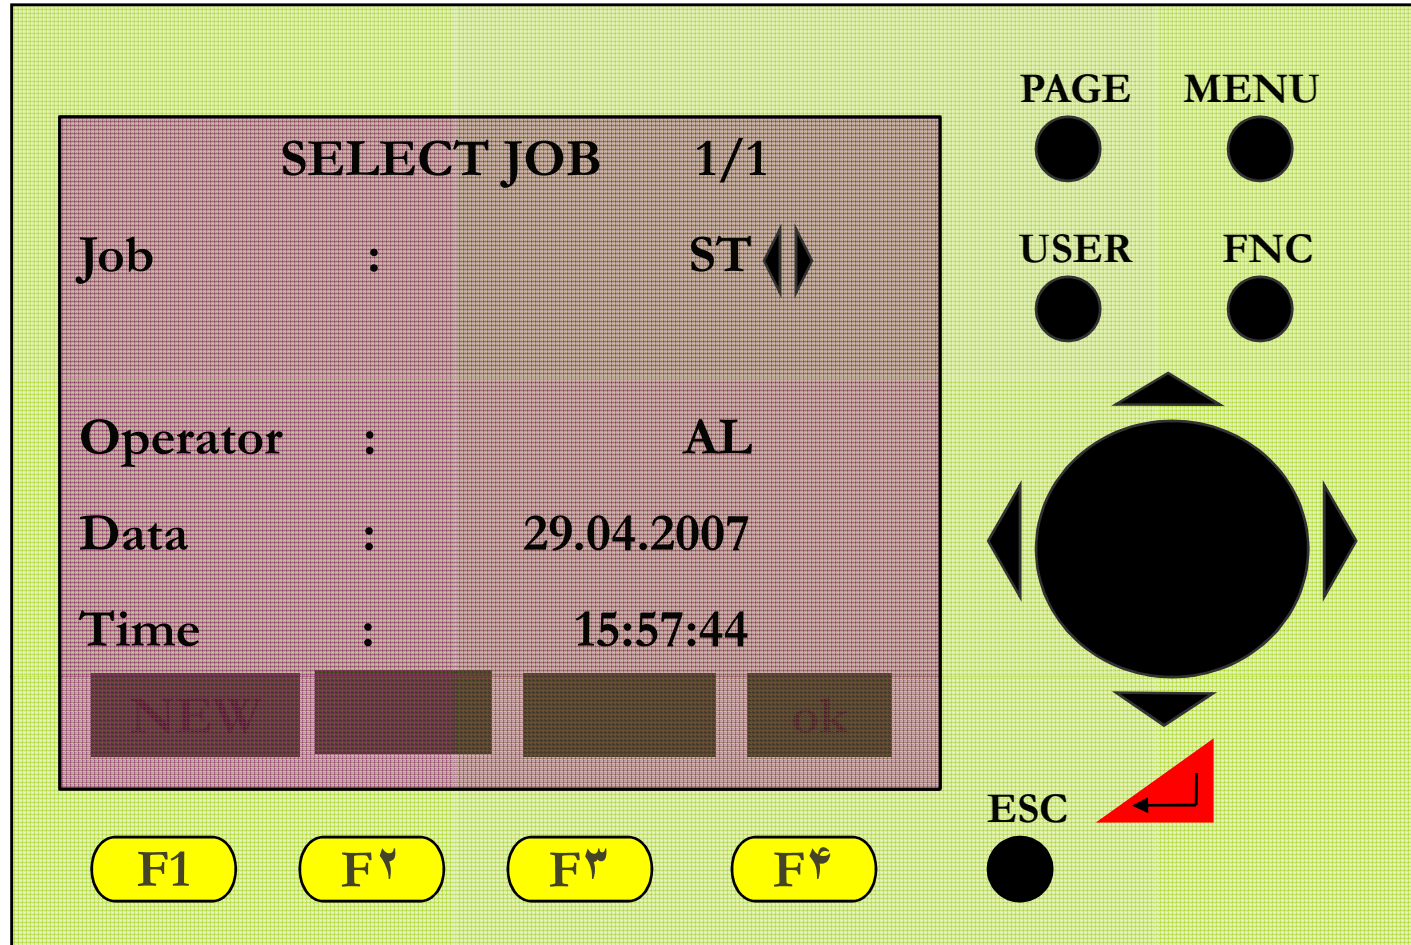 PAGE MENU
SELECT JOB 1/1
Job : ST
USER FNC
Operator : AL
Data : 29.04.2007
Time : 15:57:44
NEW ok
ESC
F1 F۲ F۳ F۴